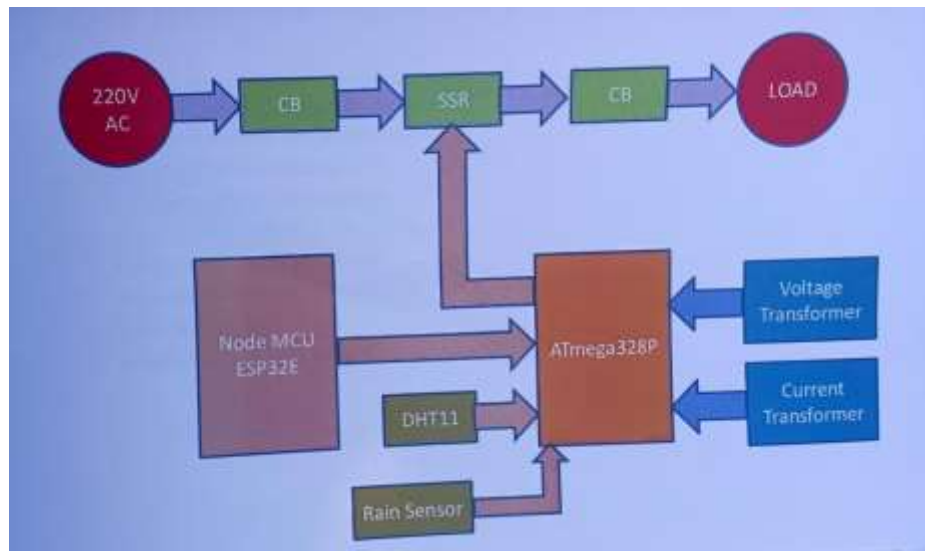 220V
AC
CB
SSR
CB
LOAD
Node MCU
ESP32E
ATmega328P
Voltage
Transformer
Current
Transformer
DHT11
Rain Sensor